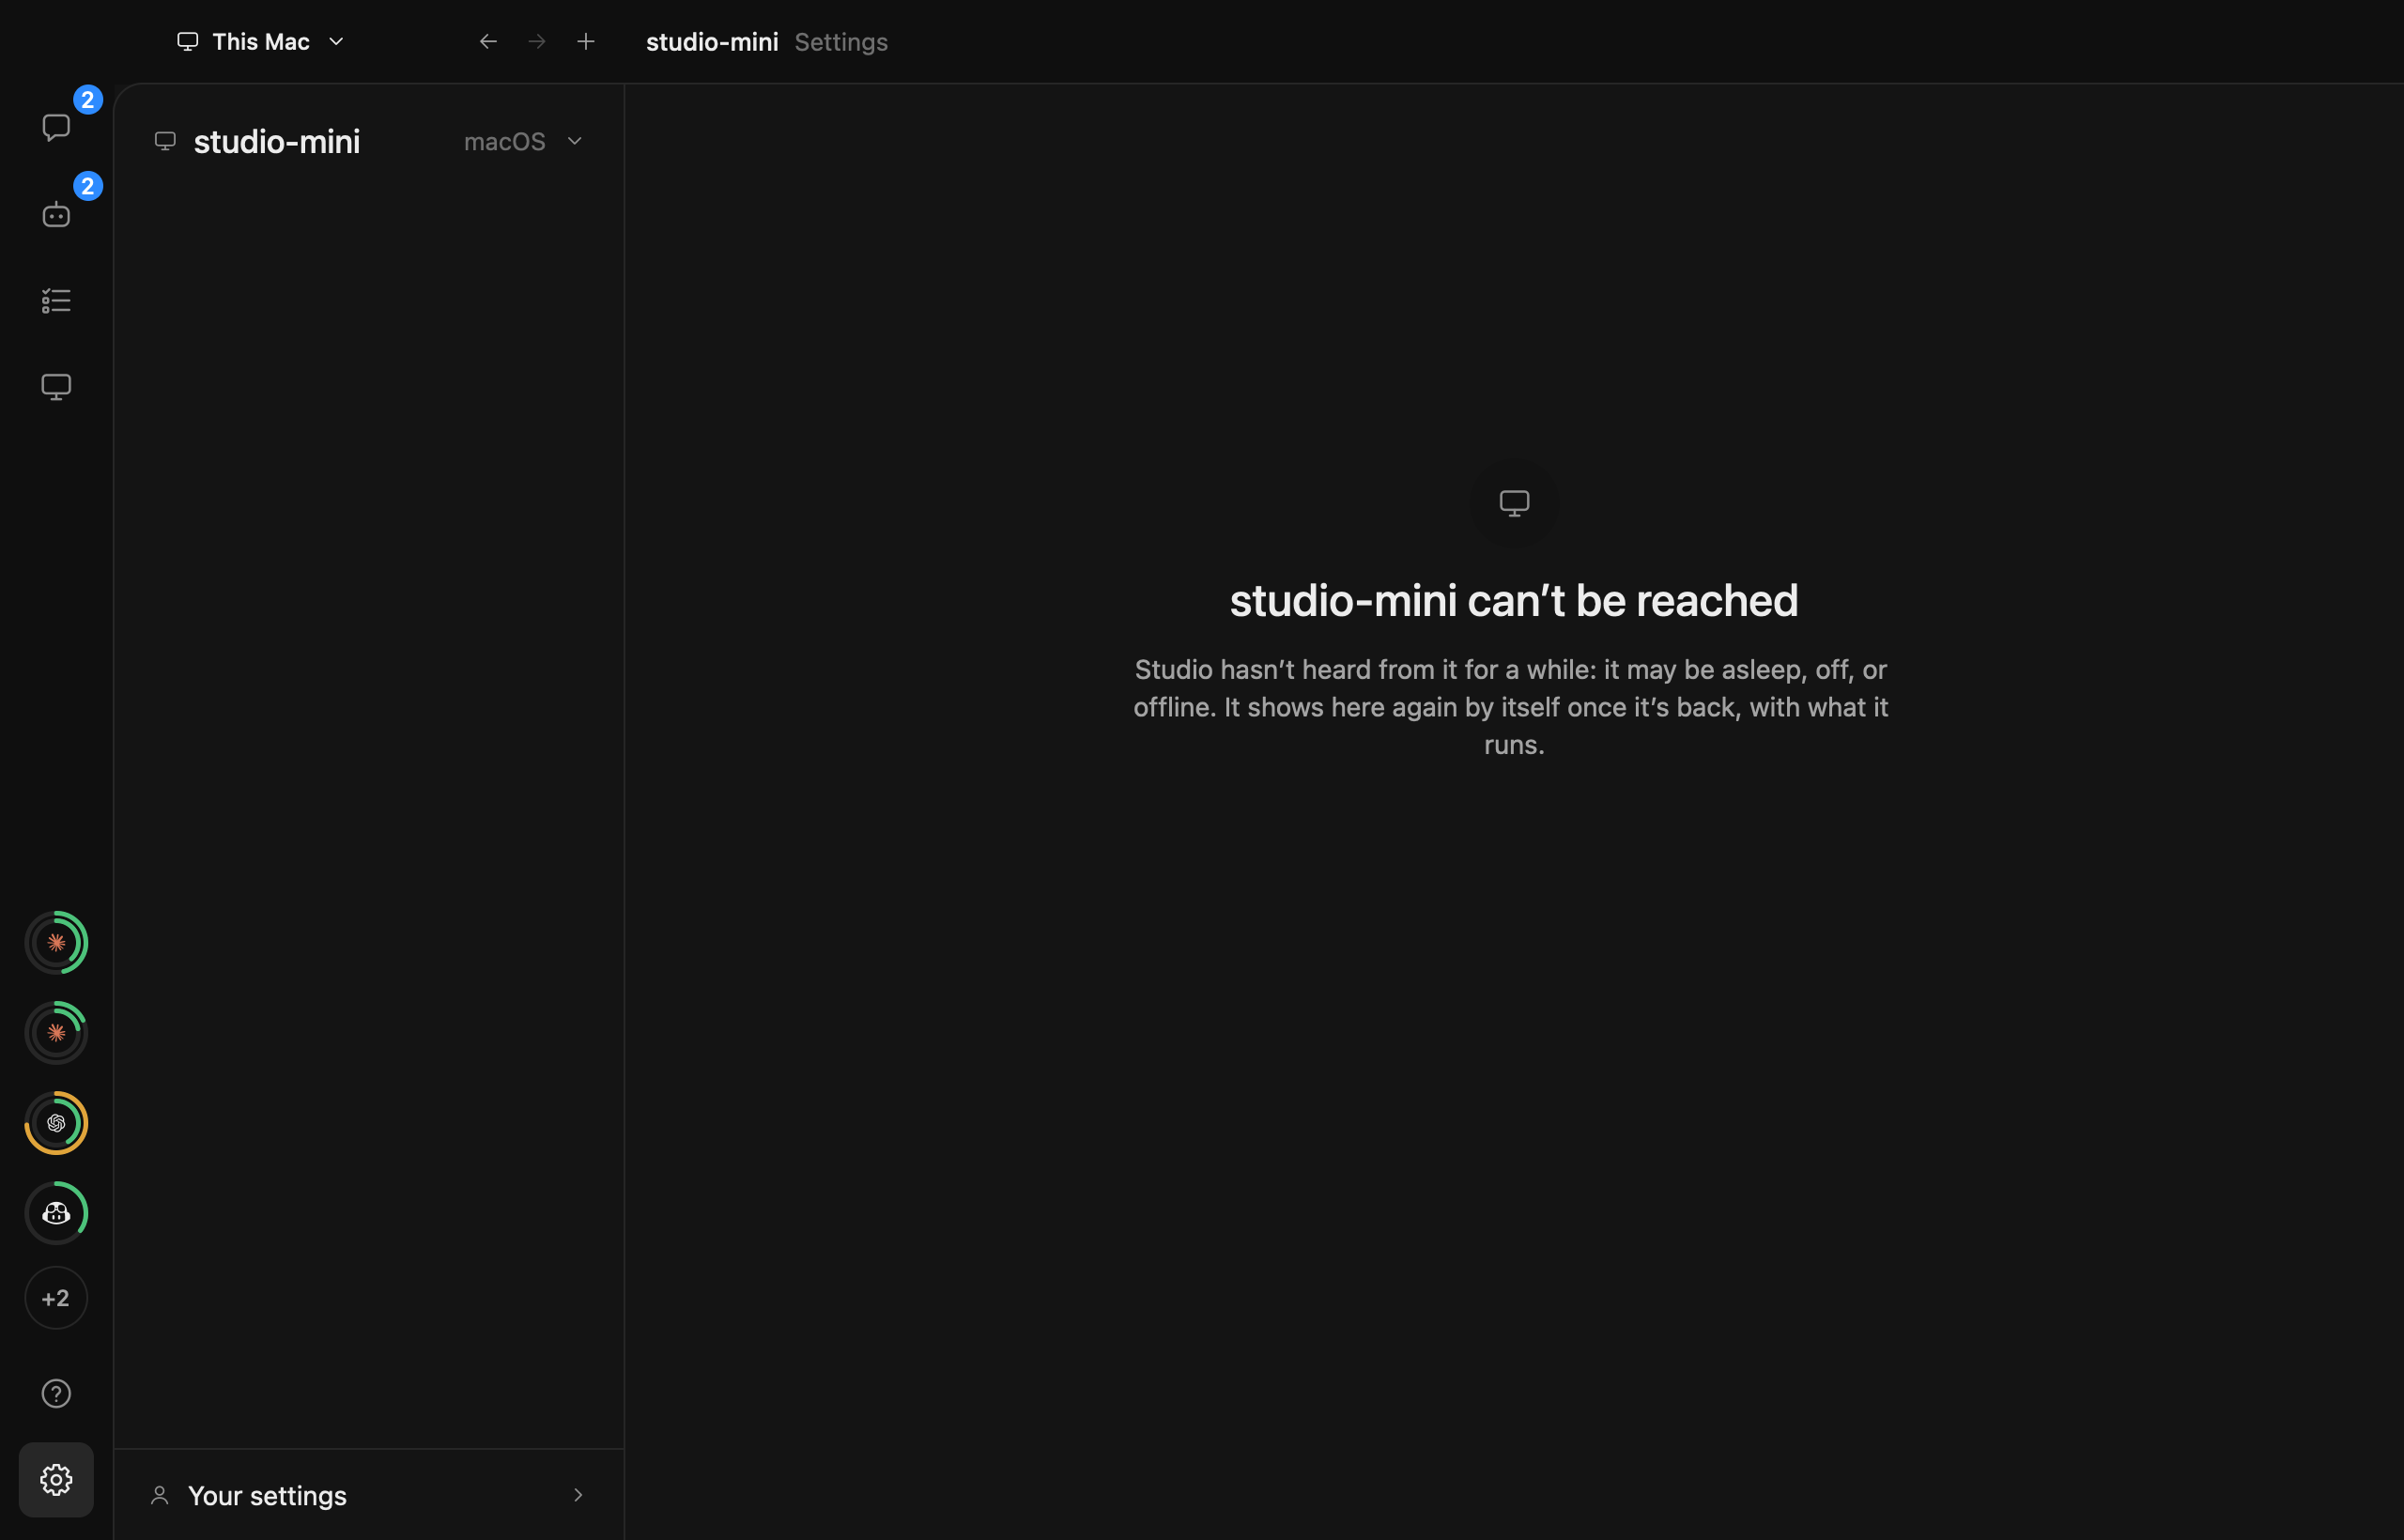 This Mac
studio-mini Settings
2
2
studio-mini macOS
studio-mini can’t be reached
Studio hasn’t heard from it for a while: it may be asleep, off, or
offline. It shows here again by itself once it’s back, with what it
runs.
+2
Your settings